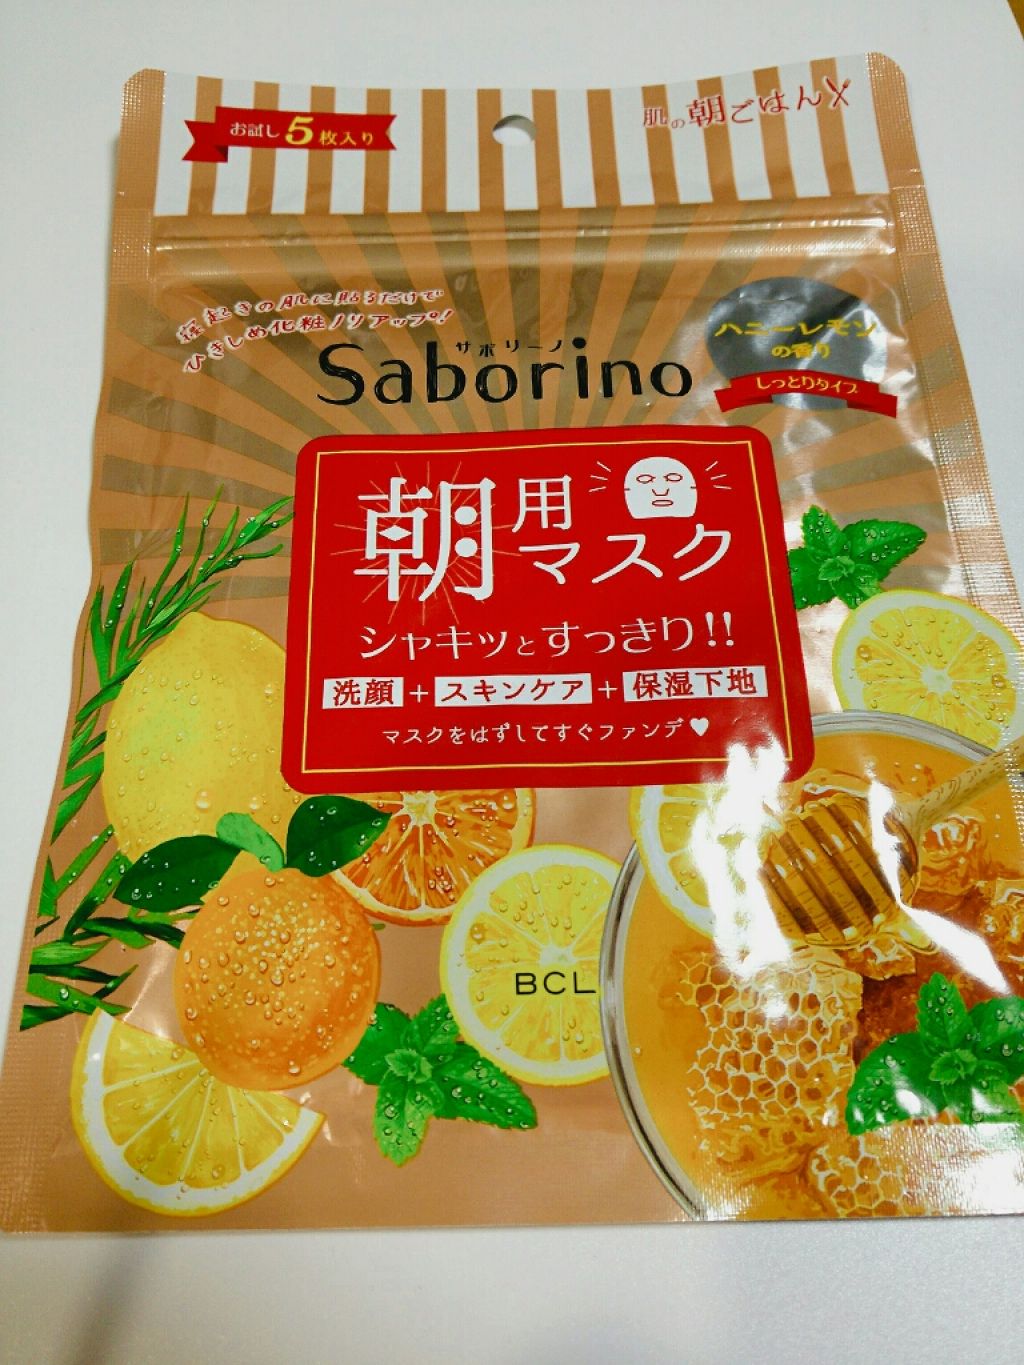 お試し5枚入り
肌の朝ごはん
寝起きの肌に貼るだけで
ひきしめ化粧ノリアップ!
サボリーノ
Saborino
ハニーレモン
の香り
しっとりタイプ
朝用マスク
シャキッとすっきり!!
洗顔+スキンケア+保湿下地
マスクをはずしてすぐファンデ♥
BCL